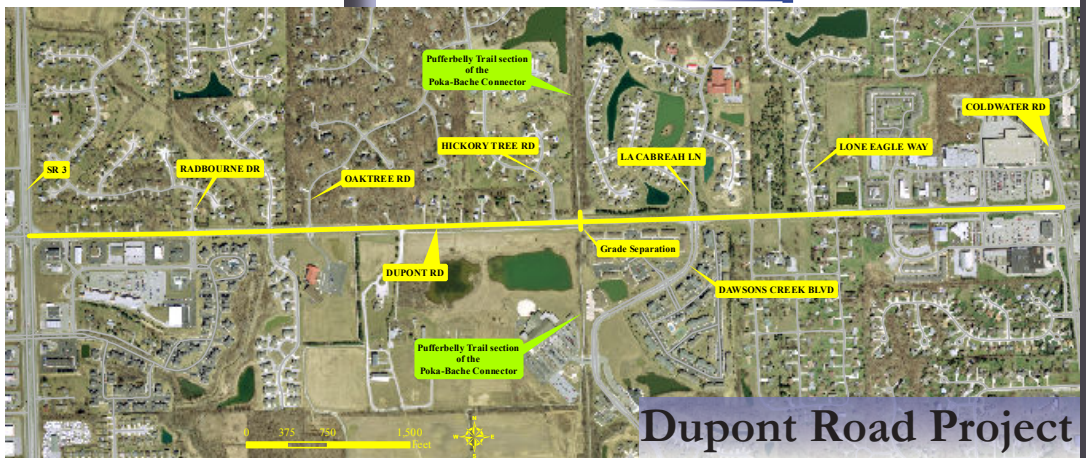 Pufferbelly Trail section
of the
Poka-Bache Connector
COLDWATER RD
HICKORY TREE RD
LONE EAGLE WAY
LA CABREAH LN
SR 3
RADBOURNE DR
OAKTREE RD
Grade Separation
DUPONT RD
DAWSONS CREEK BLVD
Pufferbelly Trail section
of the
Poka-Bache Connector
0 375 750 1,500
Feet
N
W E
S
Dupont Road Project